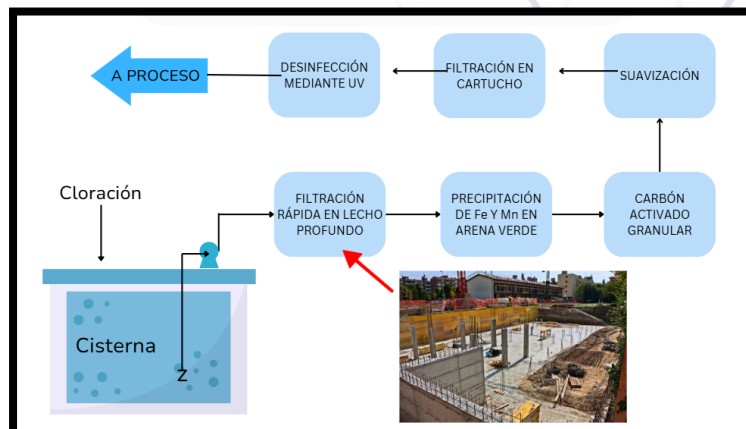 A PROCESO
DESINFECCIÓN
MEDIANTE UV
FILTRACIÓN EN
CARTUCHO
SUAVIZACIÓN
Cloración
FILTRACIÓN
RÁPIDA EN LECHO
PROFUNDO
PRECIPITACIÓN
DE Fe Y Mn EN
ARENA VERDE
CARBÓN
ACTIVADO
GRANULAR
Cisterna
Z